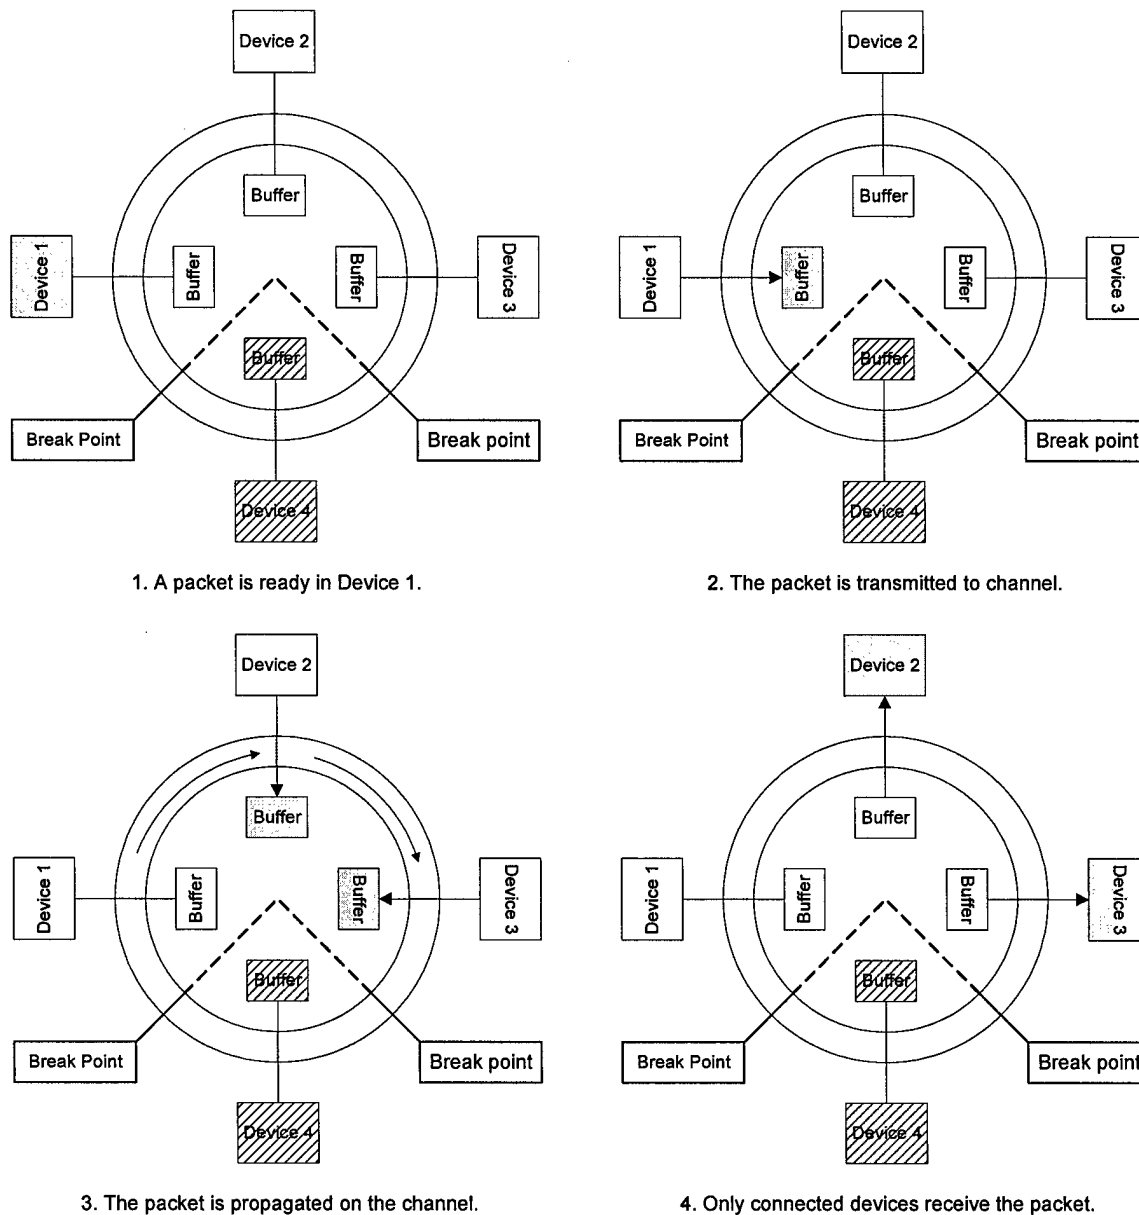 Device 2
Buffer
Device 1
Buffer
Buffer
Device 3
Buffer
Break Point
Break point
Device 4
1. A packet is ready in Device 1.
Device 2
Buffer
Device 1
Buffer
Buffer
Device 3
Buffer
Break Point
Break point
Device 4
2. The packet is transmitted to channel.
Device 2
Buffer
Device 1
Buffer
Buffer
Device 3
Buffer
Break Point
Break point
Device 4
3. The packet is propagated on the channel.
Device 2
Buffer
Device 1
Buffer
Buffer
Device 3
Buffer
Break Point
Break point
Device 4
4. Only connected devices receive the packet.